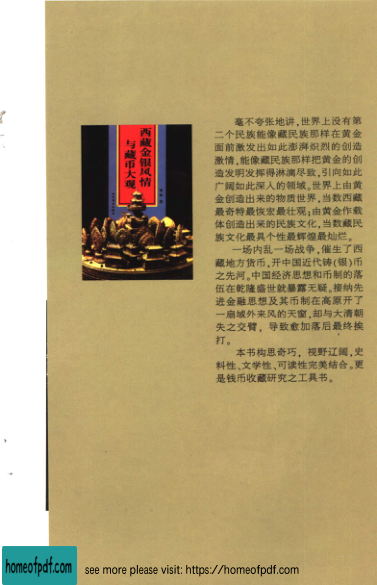 西藏金银风情
与藏币大观
毫不夸张地讲,世界上没有第
二个民族能像藏民族那样在黄金
面前激发出如此澎湃炽烈的创造
激情,能像藏民族那样把黄金的创
造发明发挥得淋漓尽致,引向如此
广阔如此深入的领域。世界上由黄
金创造出来的物质世界,当数西藏
最奇特最恢宏最壮观;由黄金作载
体创造出来的民族文化,当数藏民
族文化最具个性最辉煌最灿烂。
一场内乱一场战争,催生了西
藏地方货币,开中国近代铸(银)币
之先河。中国经济思想和币制的落
伍在乾隆盛世就暴露无疑。接纳先
进金融思想及其币制在高原开了
一扇域外来风的天窗,却与大清朝
失之交臂。导致愈加落后最终挨
打。
本书构思奇巧,视野辽阔,史
料性、文学性、可读性完美结合。更
是钱币收藏研究之工具书。
homeofpdf.com
see more please visit: https://homeofpdf.com